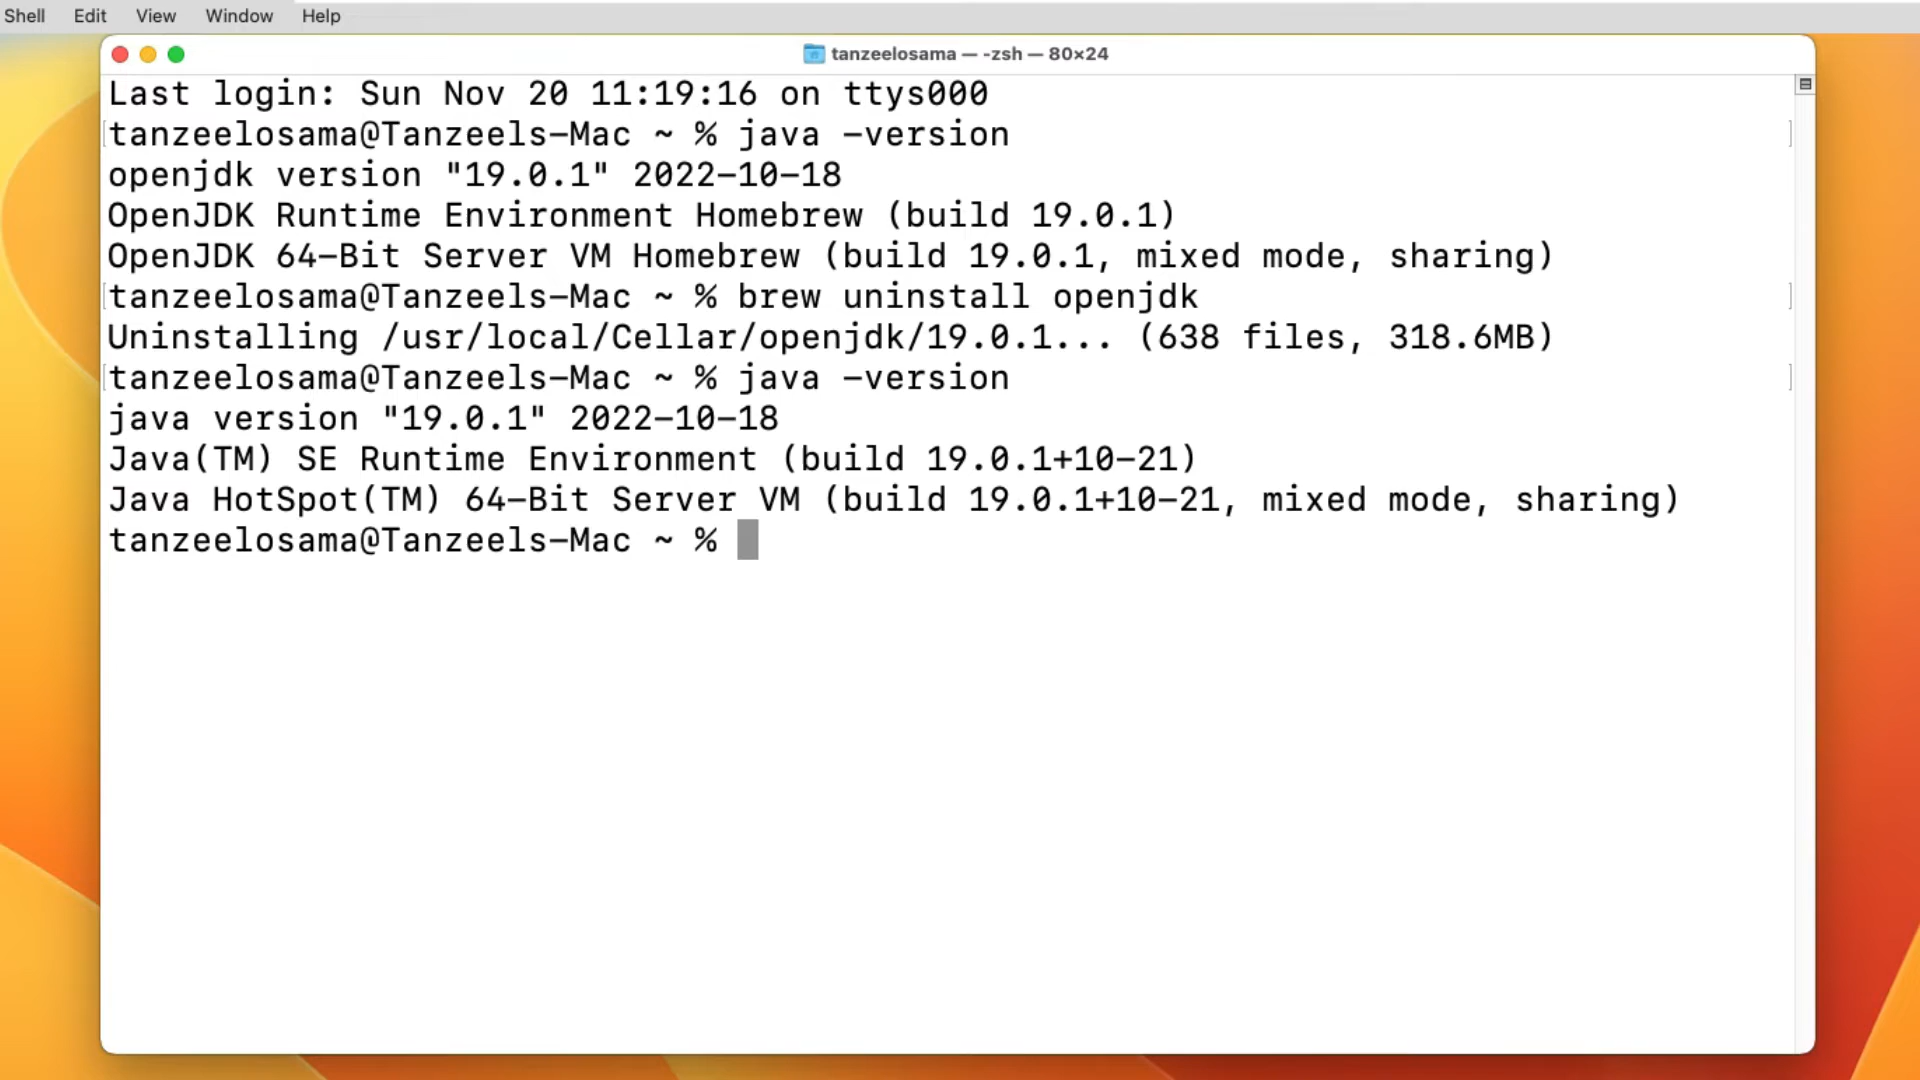 Shell Edit View Window Help
tanzeelosama — -zsh — 80×24
Last login: Sun Nov 20 11:19:16 on ttys000
tanzeelosama@Tanzeels-Mac ~ % java -version
openjdk version "19.0.1" 2022-10-18
OpenJDK Runtime Environment Homebrew (build 19.0.1)
OpenJDK 64-Bit Server VM Homebrew (build 19.0.1, mixed mode, sharing)
tanzeelosama@Tanzeels-Mac ~ % brew uninstall openjdk
Uninstalling /usr/local/Cellar/openjdk/19.0.1... (638 files, 318.6MB)
tanzeelosama@Tanzeels-Mac ~ % java -version
java version "19.0.1" 2022-10-18
Java(TM) SE Runtime Environment (build 19.0.1+10-21)
Java HotSpot(TM) 64-Bit Server VM (build 19.0.1+10-21, mixed mode, sharing)
tanzeelosama@Tanzeels-Mac ~ %